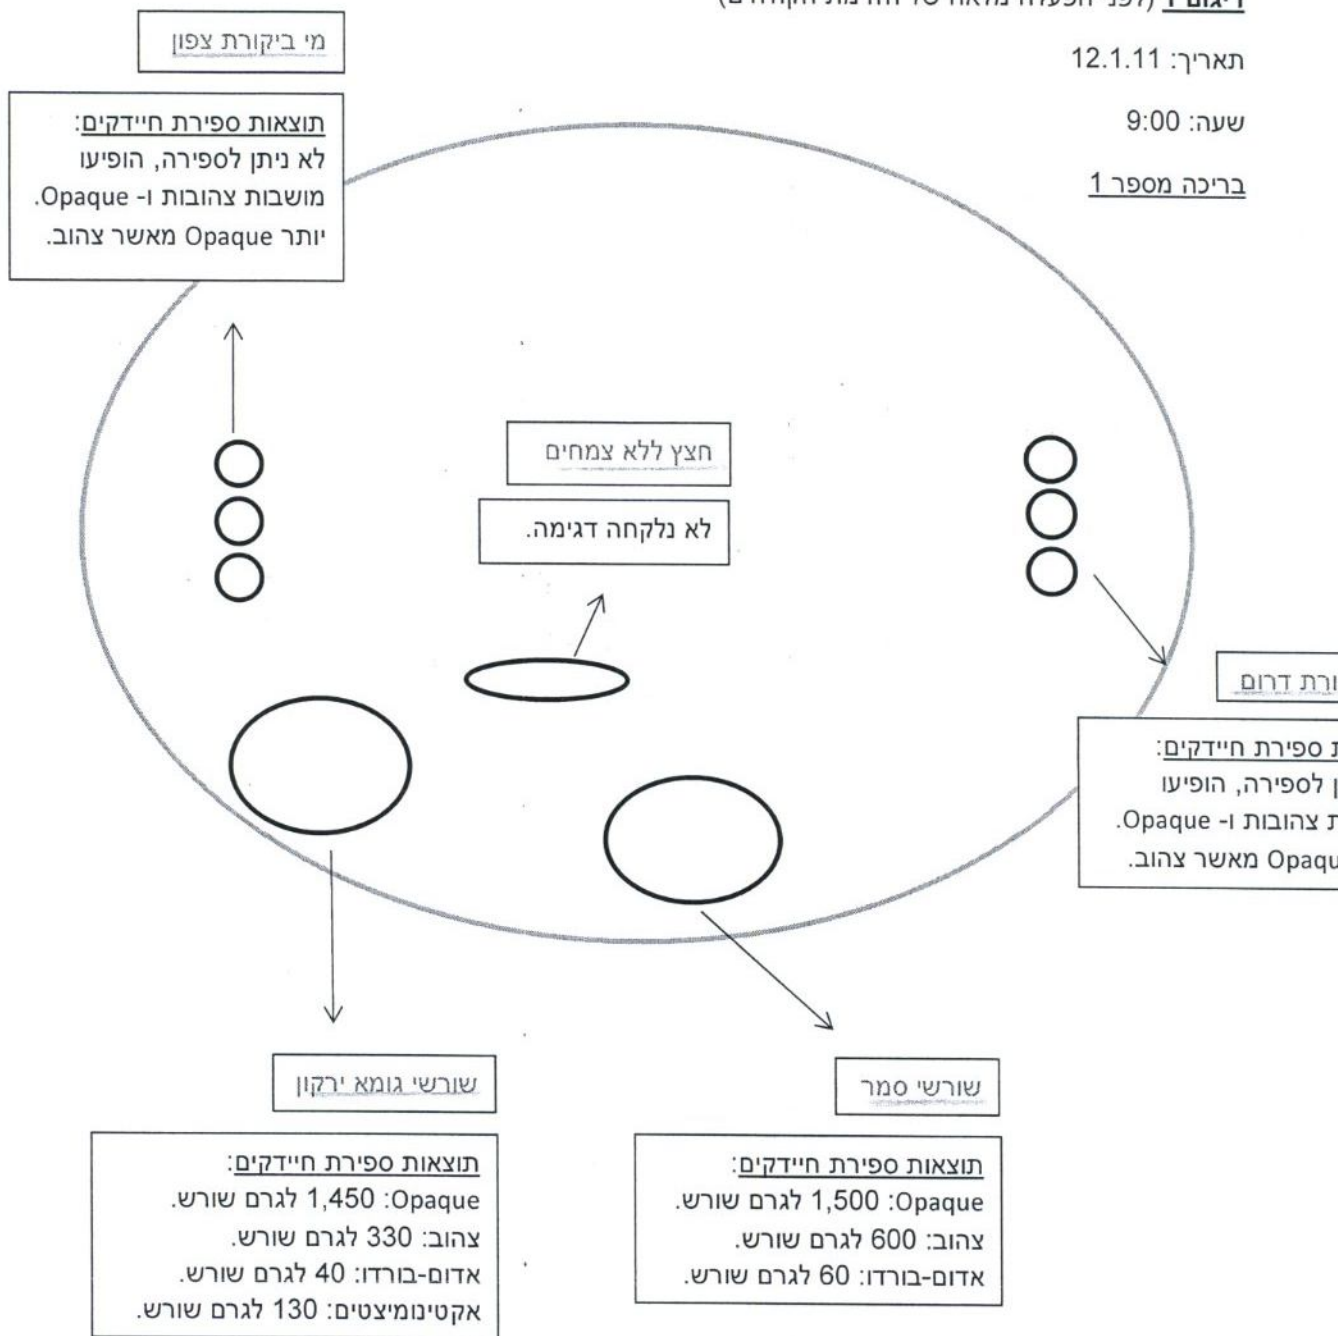 תאריך: 12.1.11
שעה: 9:00
בריכה מספר 1
מי ביקורת צפון
תוצאות ספירת חיידקים:
לא ניתן לספירה, הופיעו
מושבות צהובות ו- Opaque.
יותר Opaque מאשר צהוב.
חצץ ללא צמחים
לא נלקחה דגימה.
דרום
ספירת חיידקים:
לספירה, הופיעו
צהובות ו- Opaque.
מאשר צהוב.
שורשי גומא ירקון
תוצאות ספירת חיידקים:
Opaque: 1,450 לגרם שורש.
צהוב: 330 לגרם שורש.
אדום-בורדו: 40 לגרם שורש.
אקטינומיצטים: 130 לגרם שורש.
שורשי סמר
תוצאות ספירת חיידקים:
Opaque: 1,500 לגרם שורש.
צהוב: 600 לגרם שורש.
אדום-בורדו: 60 לגרם שורש.